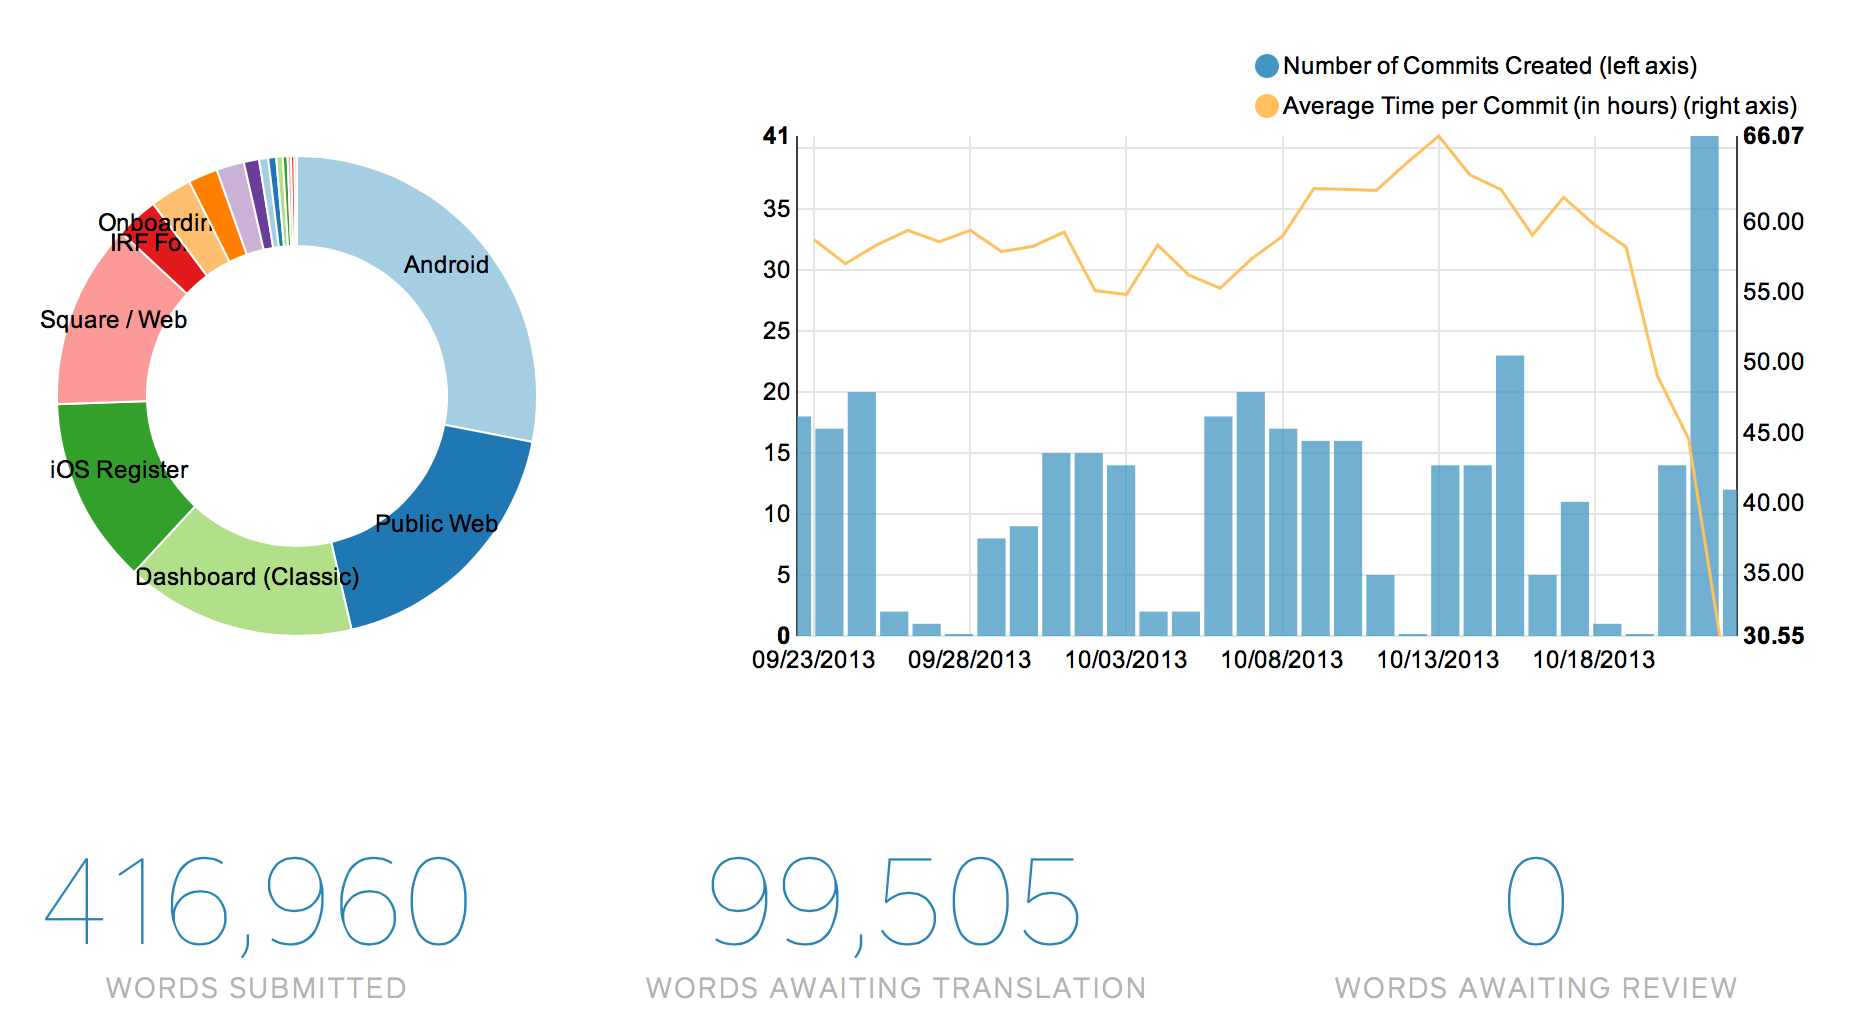 Number of Commits Created (left axis)
Average Time per Commit (in hours) (right axis)
Onboardin
IRF Fo
Android
Square / Web
iOS Register
Public Web
Dashboard (Classic)
41
35
30
25
20
15
10
5
0
66.07
60.00
55.00
50.00
45.00
40.00
35.00
30.55
09/23/2013 09/28/2013 10/03/2013 10/08/2013 10/13/2013 10/18/2013
416,960 99,505 0
WORDS SUBMITTED WORDS AWAITING TRANSLATION WORDS AWAITING REVIEW